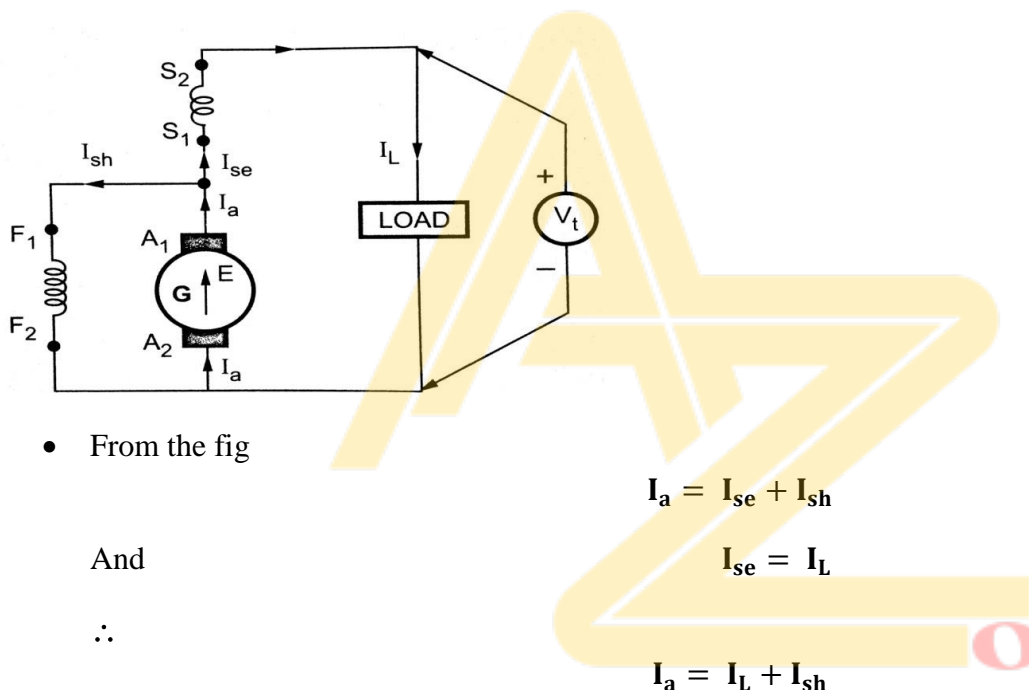 S2
S1
Ish
Ise
IL
Ia
F1
A1
LOAD
+
Vt
E
G
−
F2
A2
Ia
• From the fig
Ia = Ise + Ish
And Ise = IL
∴
Ia = IL + Ish